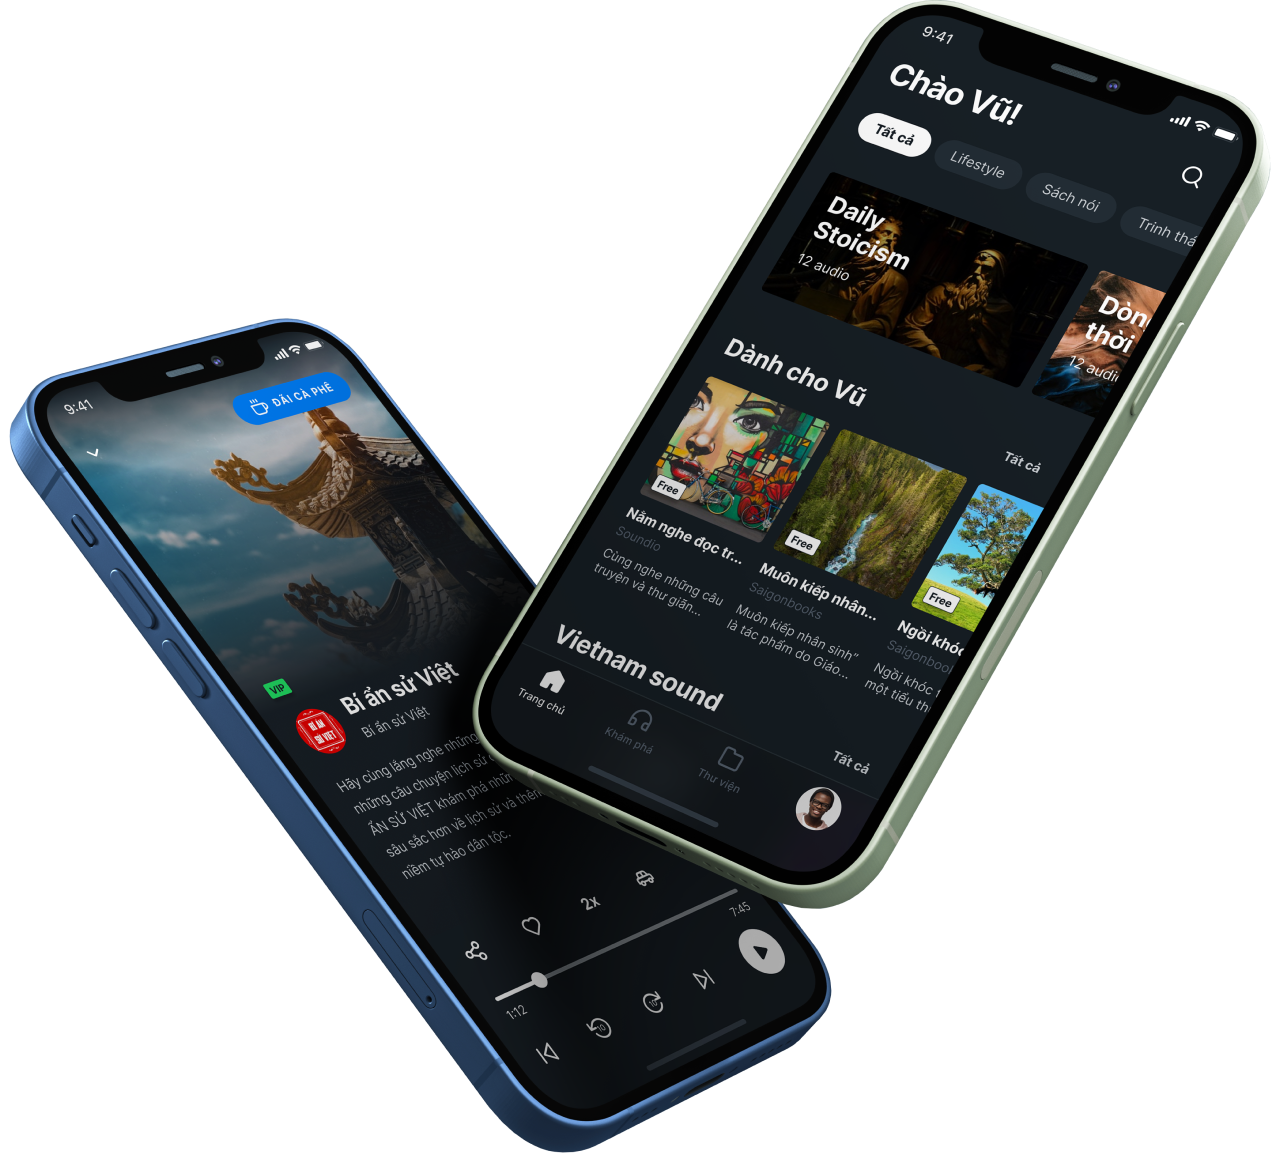 9:41
Chào Vũ!
Tất cả
Lifestyle
Sách nói
Trinh thá
Daily
Stoicism
12 audio
Dòn
thời
12 audi
Dành cho Vũ
Tất cả
Free
Nằm nghe đọc tr...
Soundio
Cùng nghe những câu
truyện và thư giãn...
Free
Muôn kiếp nhân...
Saigonbooks
Muôn kiếp nhân sinh”
là tác phẩm do Giáo...
Free
Ngồi khóc
Saigonbool
Ngồi khóc t
một tiểu th
Vietnam sound
Tất cả
Trang chủ
Khám phá
Thư viện
9:41
ĐÃI CÀ PHÊ
VIP
BÍ ẨN
SỬ VIỆT
Bí ẩn sử Việt
Bí ẩn sử Việt
Hãy cùng lắng nghe những
những câu chuyện lịch sử
ẨN SỬ VIỆT khám phá nhữn
sâu sắc hơn về lịch sử và thêm
niềm tự hào dân tộc.
2x
1:12
7:45
10
10